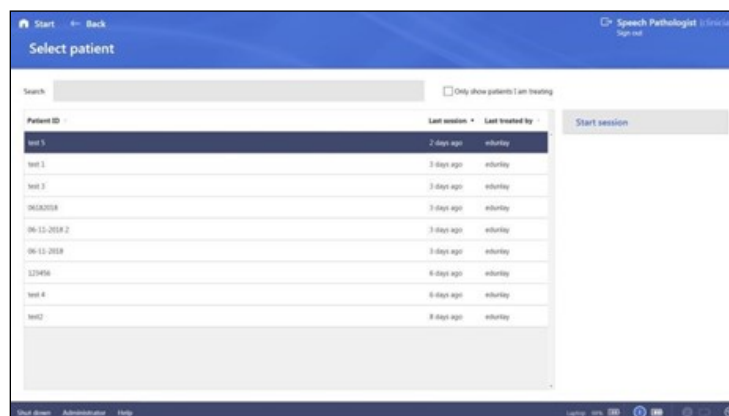 Start Back
Speech Pathologist
Sign out
Select patient
Search
Only show patients I am treating
Patient ID Last session Last treated by
Start session
test 5 2 days ago edunlay
test 1 3 days ago edunlay
test 3 3 days ago edunlay
06182018 3 days ago edunlay
06-11-2018 2 3 days ago edunlay
06-11-2018 3 days ago edunlay
123456 6 days ago edunlay
test 4 6 days ago edunlay
test2 8 days ago edunlay
Shut down Administrator Help
Laptop